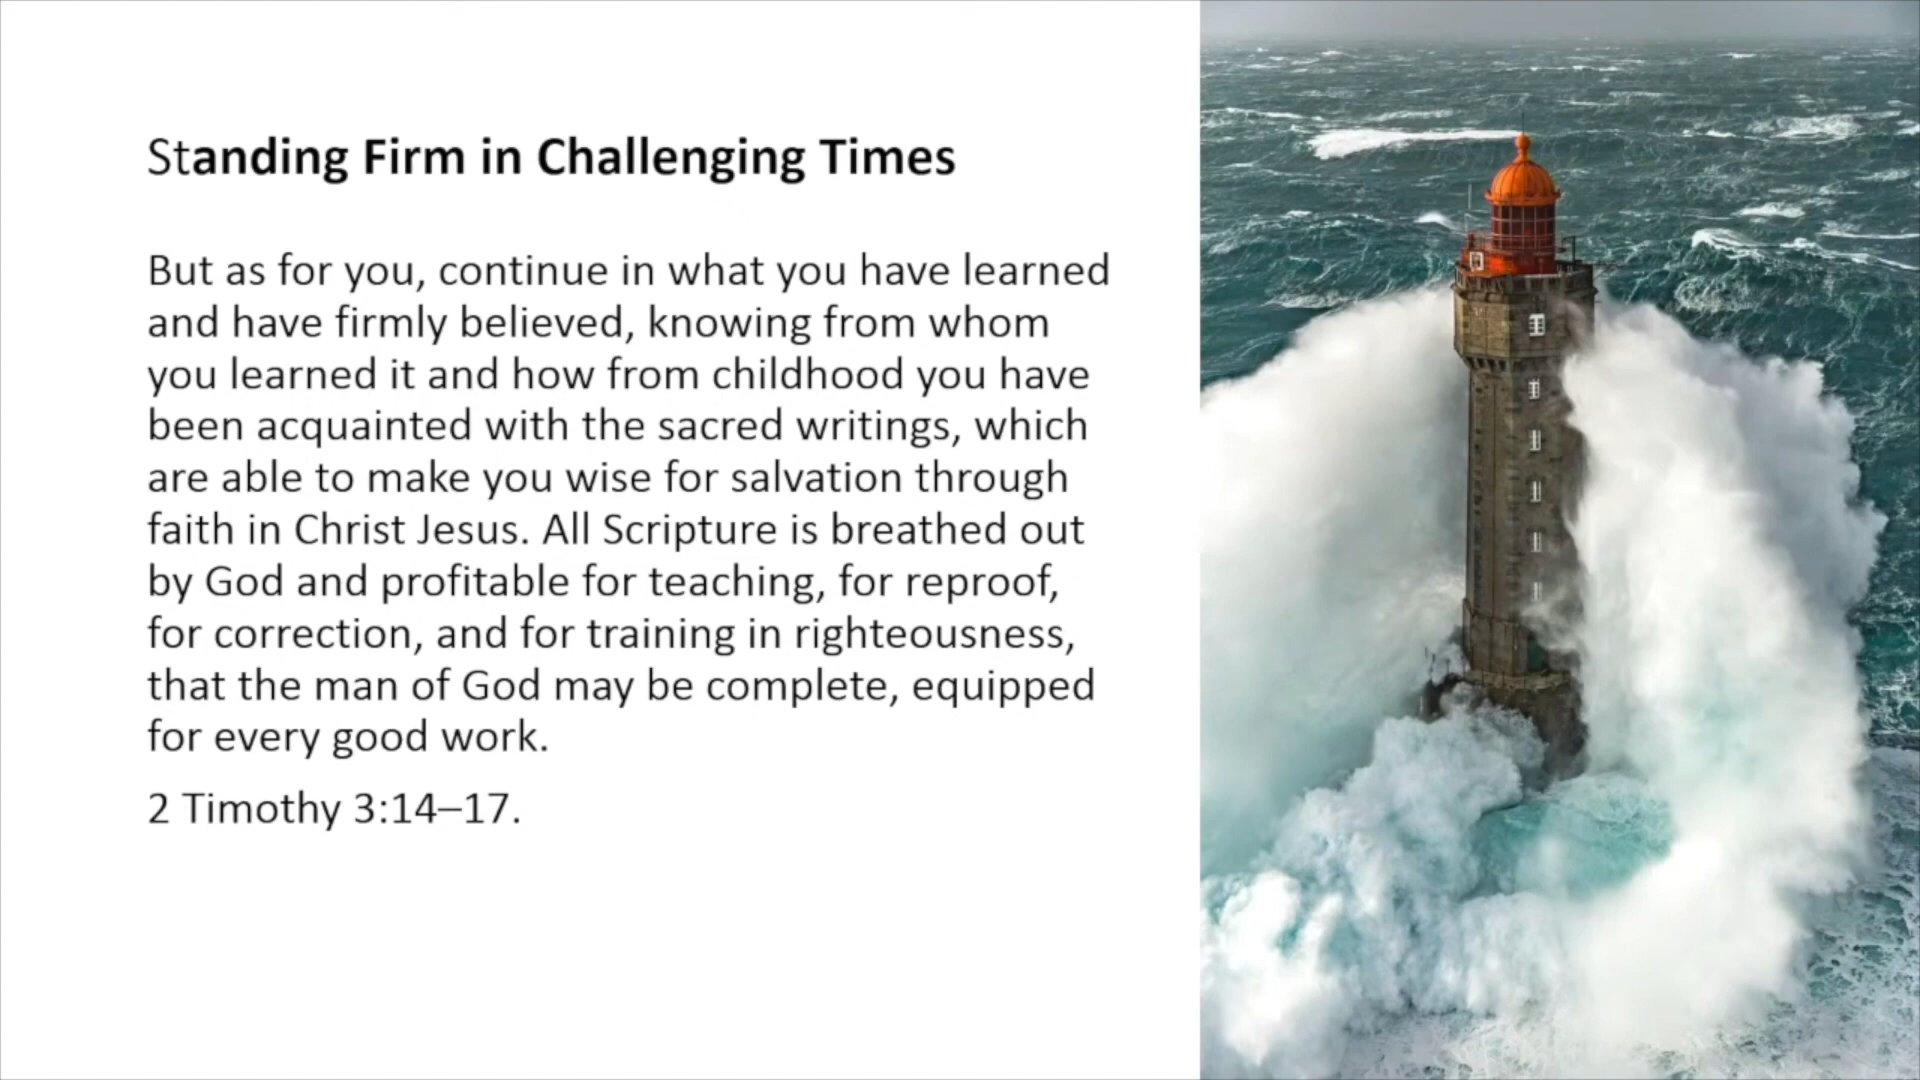 Standing Firm in Challenging Times
But as for you, continue in what you have learned
and have firmly believed, knowing from whom
you learned it and how from childhood you have
been acquainted with the sacred writings, which
are able to make you wise for salvation through
faith in Christ Jesus. All Scripture is breathed out
by God and profitable for teaching, for reproof,
for correction, and for training in righteousness,
that the man of God may be complete, equipped
for every good work.
2 Timothy 3:14–17.